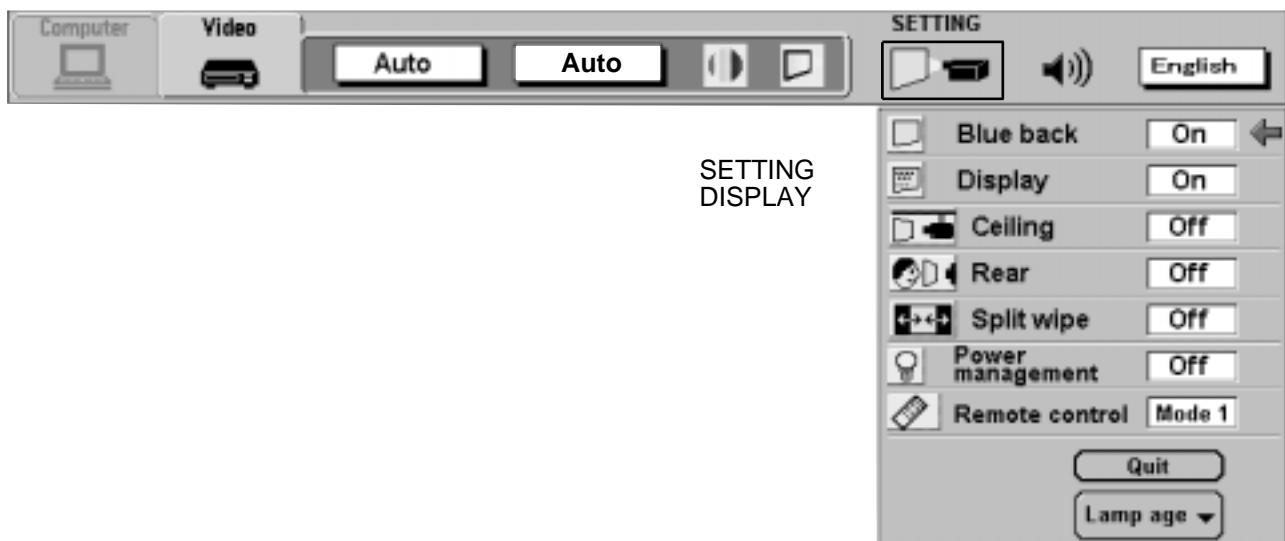 Computer
Video
Auto
Auto
SETTING
English
SETTING
DISPLAY
Blue back On
Display On
Ceiling Off
Rear Off
Split wipe Off
Power
management Off
Remote control Mode 1
Quit
Lamp age